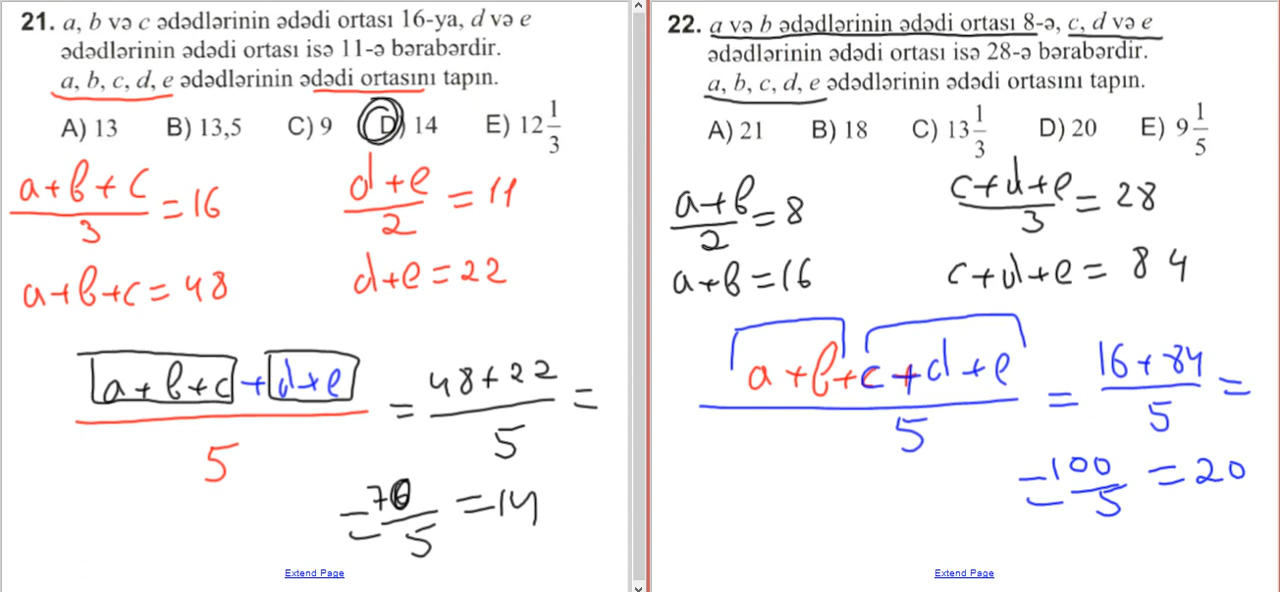 21. a, b və c ədədlərinin ədədi ortası 16-ya, d və e
ədədlərinin ədədi ortası isə 11-ə bərabərdir.
a, b, c, d, e ədədlərinin ədədi ortasını tapın.
A) 13 B) 13,5 C) 9 D) 14 E) 12 1/3
(a+b+c)/3 = 16 (d+e)/2 = 11
a+b+c = 48 d+e = 22
(a+b+c+d+e)/5 = (48+22)/5 =
= 70/5 = 14
Extend Page
22. a və b ədədlərinin ədədi ortası 8-ə, c, d və e
ədədlərinin ədədi ortası isə 28-ə bərabərdir.
a, b, c, d, e ədədlərinin ədədi ortasını tapın.
A) 21 B) 18 C) 13 1/3 D) 20 E) 9 1/5
(a+b)/2 = 8 (c+d+e)/3 = 28
a+b = 16 c+d+e = 84
(a+b+c+d+e)/5 = (16+84)/5 =
= 100/5 = 20
Extend Page